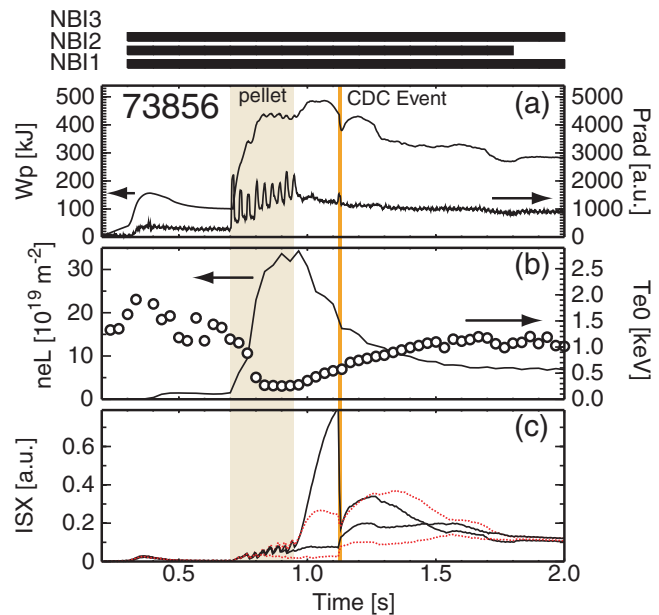 NBI3
NBI2
NBI1
73856
pellet
CDC Event
(a)
Wp [kJ]
500
400
300
200
100
0
5000
4000
3000
2000
1000
0
Prad [a.u.]
(b)
neL [10¹⁹ m⁻²]
30
20
10
0
2.5
2.0
1.5
1.0
0.5
0.0
Te0 [keV]
(c)
ISX [a.u.]
0.6
0.4
0.2
0
0.5
1.0
1.5
2.0
Time [s]